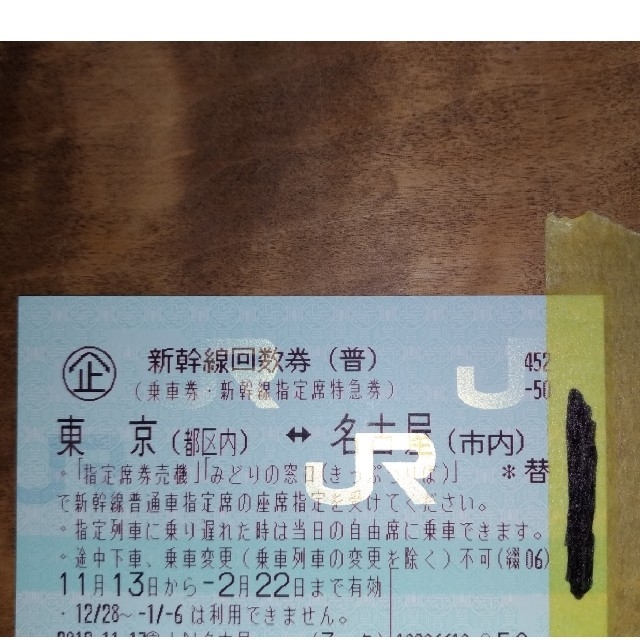 企 新幹線回数券（普） 452
（乗車券・新幹線指定席特急券） -50
東 京（都区内） ↔ 名古屋（市内）
・「指定席券売機」「みどりの窓口（きっぷうりば）」 ＊替
で新幹線普通車指定席の座席指定を受けてください。
・指定列車に乗り遅れた時は当日の自由席に乗車できます。
・途中下車、乗車変更（乗車列車の変更を除く）不可（綴06）
11月13日から-2月22日まで有効
・12/28～-1/-6は利用できません。
JR